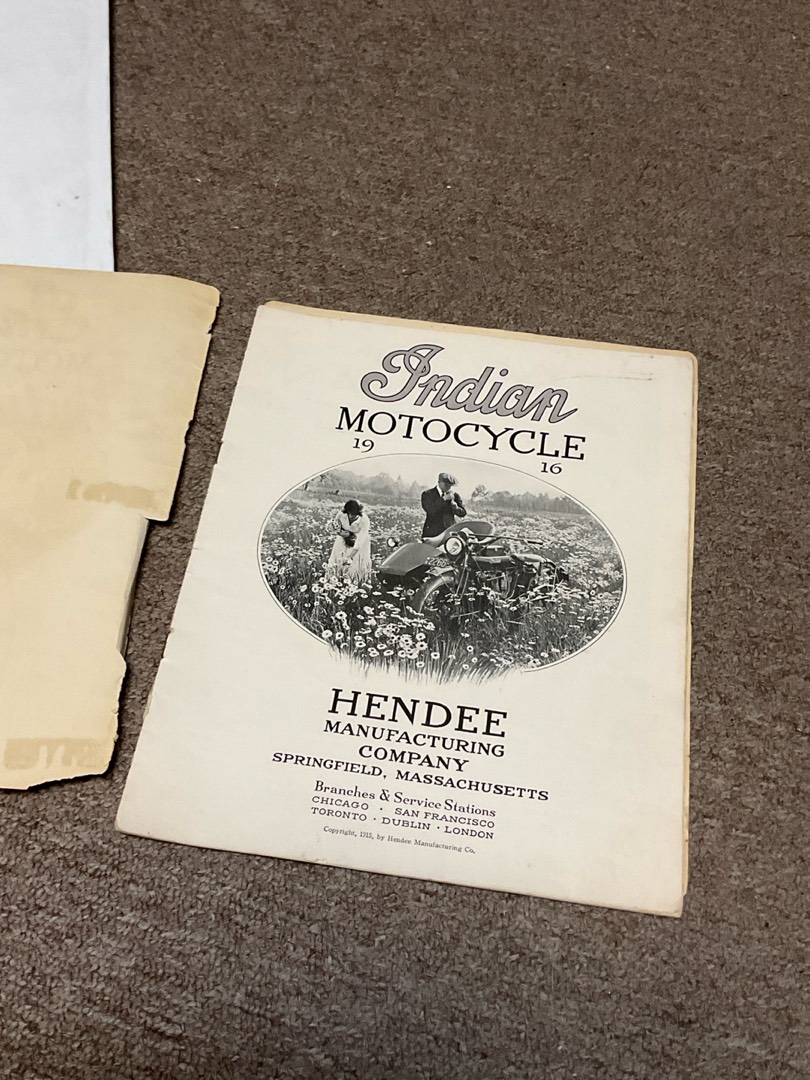 Indian
MOTOCYCLE
19 16
HENDEE
MANUFACTURING
COMPANY
SPRINGFIELD, MASSACHUSETTS
Branches & Service Stations
CHICAGO · SAN FRANCISCO
TORONTO · DUBLIN · LONDON
Copyright, 1915, by Hendee Manufacturing Co.